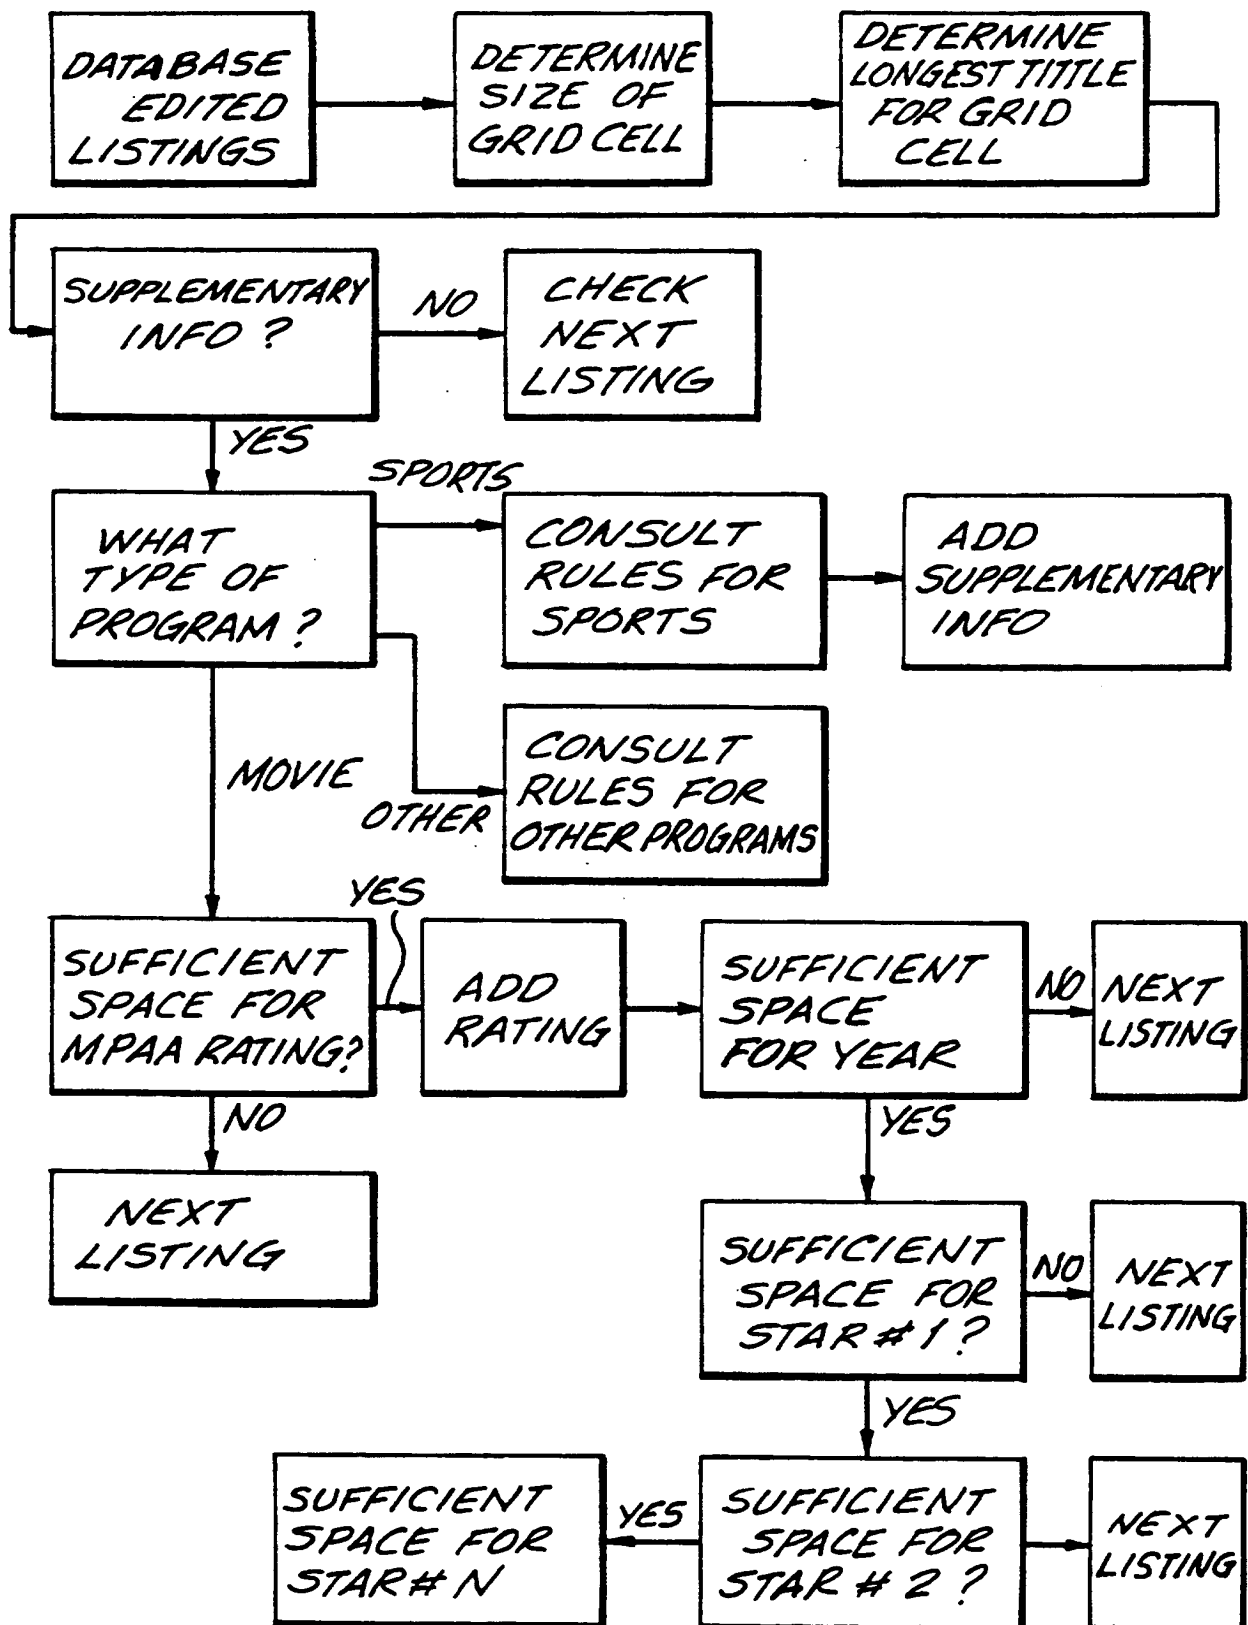 DATABASE
EDITED
LISTINGS
DETERMINE
SIZE OF
GRID CELL
DETERMINE
LONGEST TITTLE
FOR GRID
CELL
SUPPLEMENTARY
INFO ?
NO
CHECK
NEXT
LISTING
YES
SPORTS
WHAT
TYPE OF
PROGRAM ?
CONSULT
RULES FOR
SPORTS
ADD
SUPPLEMENTARY
INFO
MOVIE
OTHER
CONSULT
RULES FOR
OTHER PROGRAMS
YES
SUFFICIENT
SPACE FOR
MPAA RATING?
ADD
RATING
SUFFICIENT
SPACE
FOR YEAR
NO
NEXT
LISTING
NO
YES
NEXT
LISTING
SUFFICIENT
SPACE FOR
STAR # 1 ?
NO
NEXT
LISTING
YES
SUFFICIENT
SPACE FOR
STAR # N
YES
SUFFICIENT
SPACE FOR
STAR # 2 ?
NEXT
LISTING